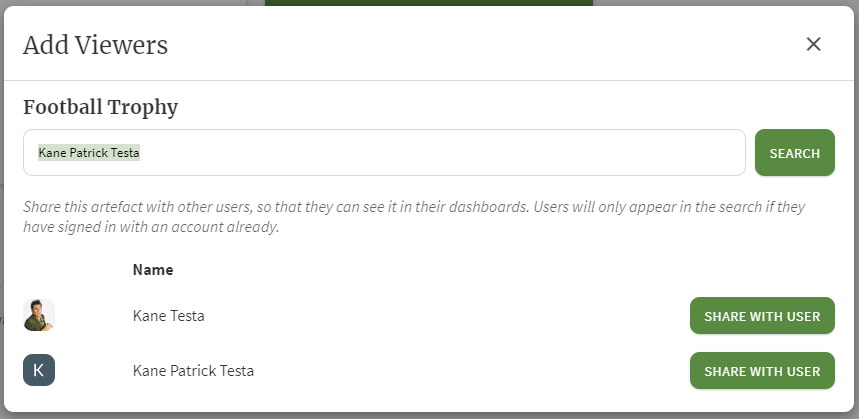 Add Viewers
Football Trophy
Kane Patrick Testa
SEARCH
Share this artefact with other users, so that they can see it in their dashboards. Users will only appear in the search if they
have signed in with an account already.
Name
Kane Testa
SHARE WITH USER
K
Kane Patrick Testa
SHARE WITH USER